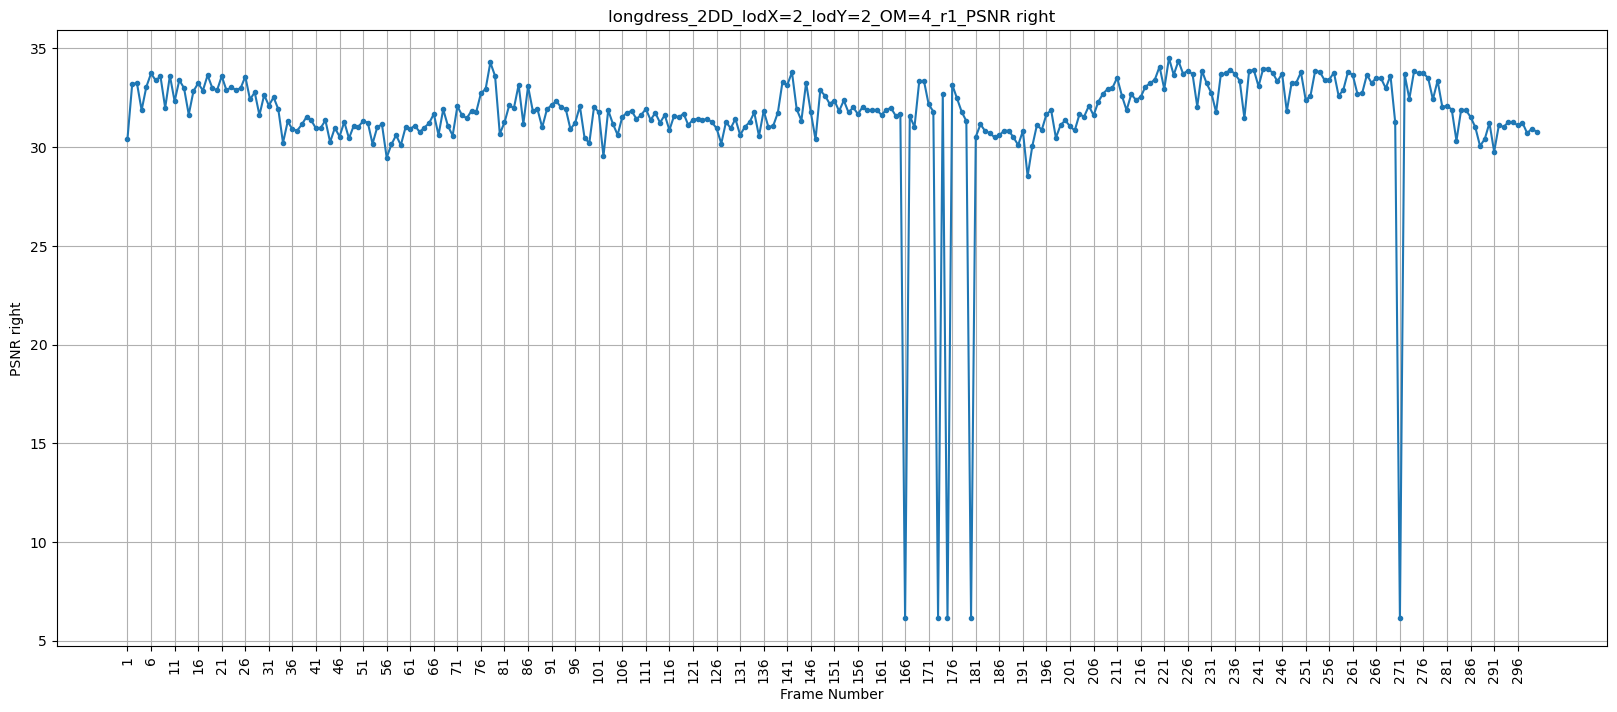 longdress_2DD_lodX=2_lodY=2_OM=4_r1_PSNR right
35
30
25
20
15
10
5
PSNR right
1 6 11 16 21 26 31 36 41 46 51 56 61 66 71 76 81 86 91 96 101 106 111 116 121 126 131 136 141 146 151 156 161 166 171 176 181 186 191 196 201 206 211 216 221 226 231 236 241 246 251 256 261 266 271 276 281 286 291 296
Frame Number